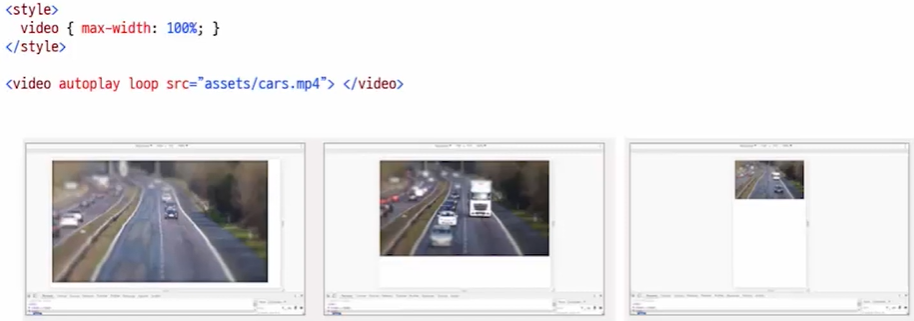 <style>
video { max-width: 100%; }
</style>
<video autoplay loop src="assets/cars.mp4"> </video>